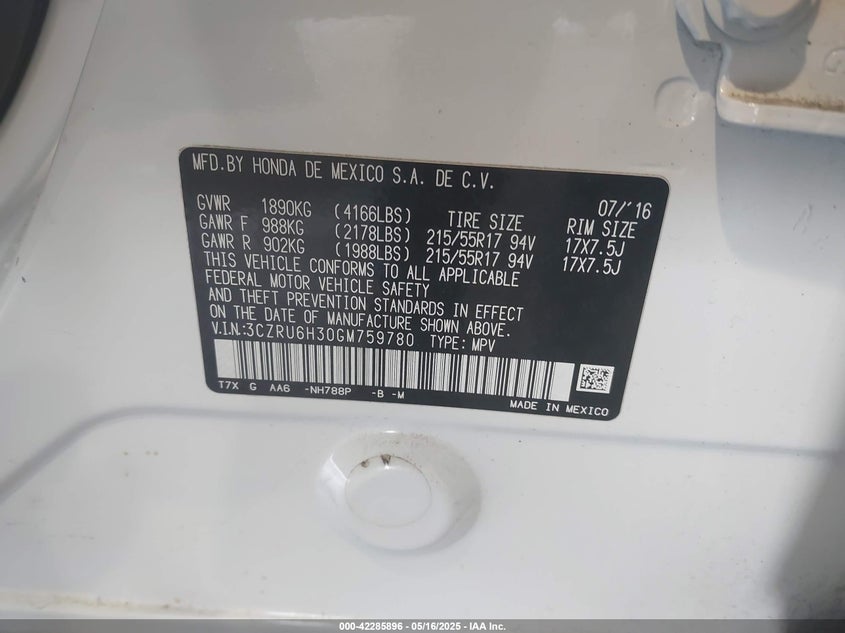 MFD.BY HONDA DE MEXICO S.A. DE C.V.
07/'16
GVWR 1890KG (4166LBS) TIRE SIZE RIM SIZE
GAWR F 988KG (2178LBS) 215/55R17 94V 17X7.5J
GAWR R 902KG (1988LBS) 215/55R17 94V 17X7.5J
THIS VEHICLE CONFORMS TO ALL APPLICABLE
FEDERAL MOTOR VEHICLE SAFETY
AND THEFT PREVENTION STANDARDS IN EFFECT
ON THE DATE OF MANUFACTURE SHOWN ABOVE.
V.I.N:3CZRU6H30GM759780 TYPE: MPV
T7X G AA6 -NH788P -B -M
MADE IN MEXICO
000-42285896 - 05/16/2025 - IAA Inc.